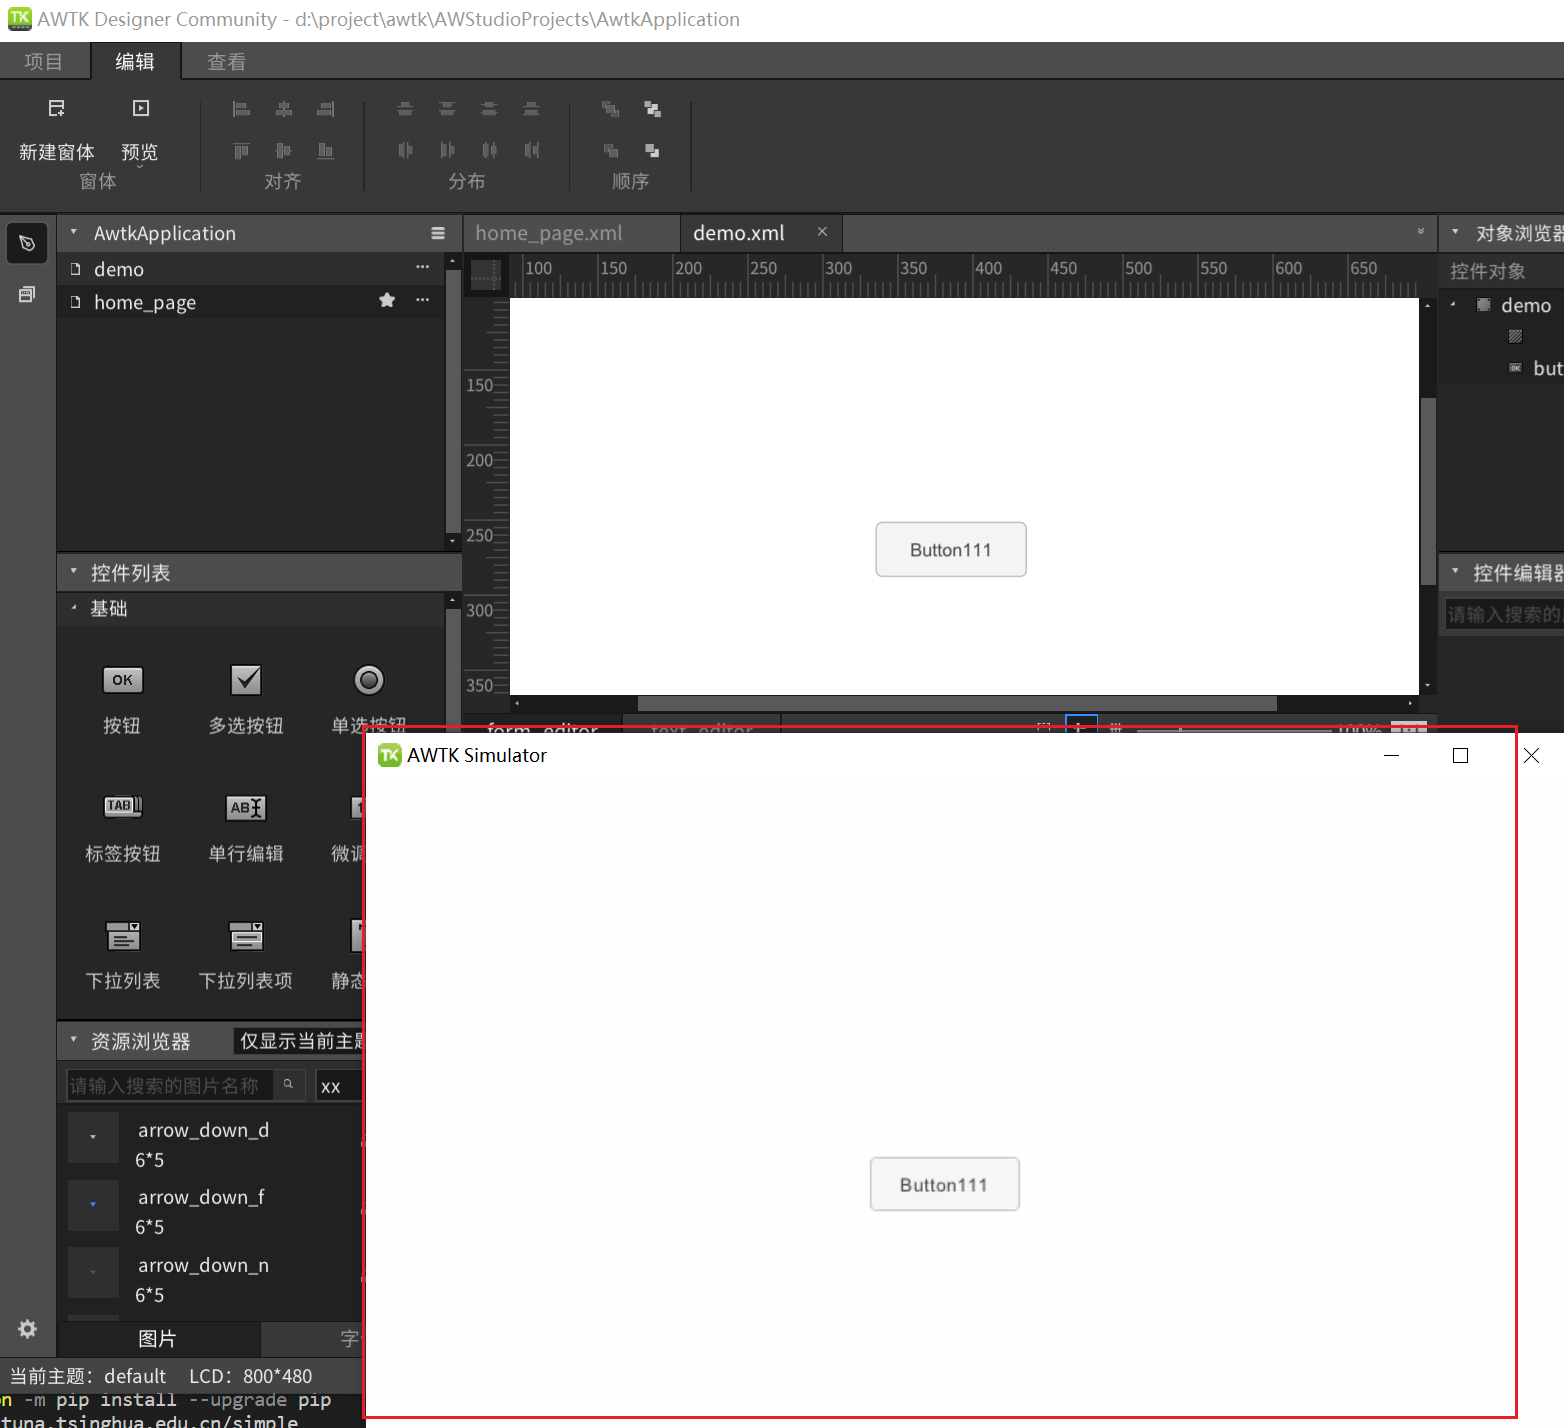 AWTK Designer Community - d:\project\awtk\AWStudioProjects\AwtkApplication
项目 编辑 查看
新建窗体 预览
窗体 对齐 分布 顺序
AwtkApplication
demo
home_page
home_page.xml demo.xml
100 150 200 250 300 350 400 450 500 550 600 650
150
200
250
300
350
Button111
对象浏览器
控件对象
demo
but
控件编辑器
请输入搜索的
控件列表
基础
OK
按钮 多选按钮 单选按钮
TAB AB
标签按钮 单行编辑 微调
下拉列表 下拉列表项 静态
form_editor text_editor 100%
TK AWTK Simulator
Button111
资源浏览器 仅显示当前主题
请输入搜索的图片名称 xx
arrow_down_d
6*5
arrow_down_f
6*5
arrow_down_n
6*5
图片 字
当前主题：default LCD：800*480
on -m pip install --upgrade pip
tuna.tsinghua.edu.cn/simple